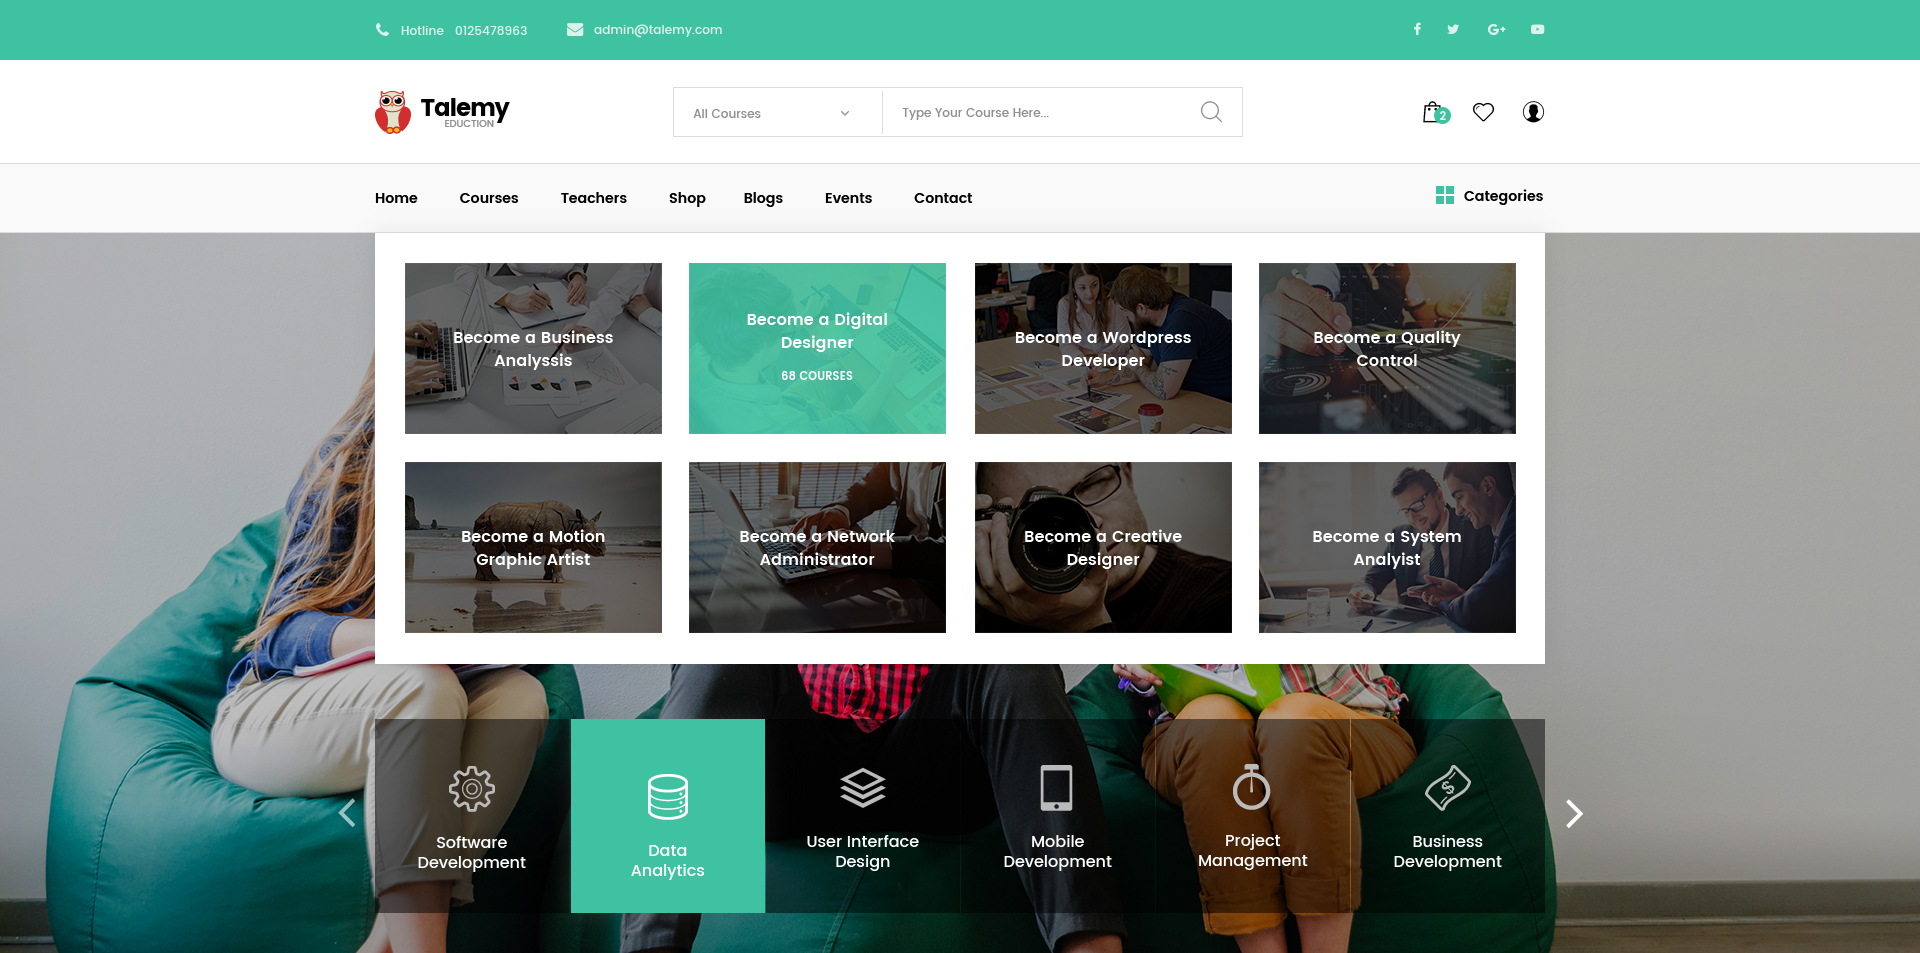 Hotline 0125478963
admin@talemy.com
Talemy
EDUCTION
All Courses
Type Your Course Here...
2
Home
Courses
Teachers
Shop
Blogs
Events
Contact
Categories
Become a Business
Analyssis
Become a Digital
Designer
68 COURSES
Become a Wordpress
Developer
Become a Quality
Control
Become a Motion
Graphic Artist
Become a Network
Administrator
Become a Creative
Designer
Become a System
Analyist
Software
Development
Data
Analytics
User Interface
Design
Mobile
Development
Project
Management
Business
Development